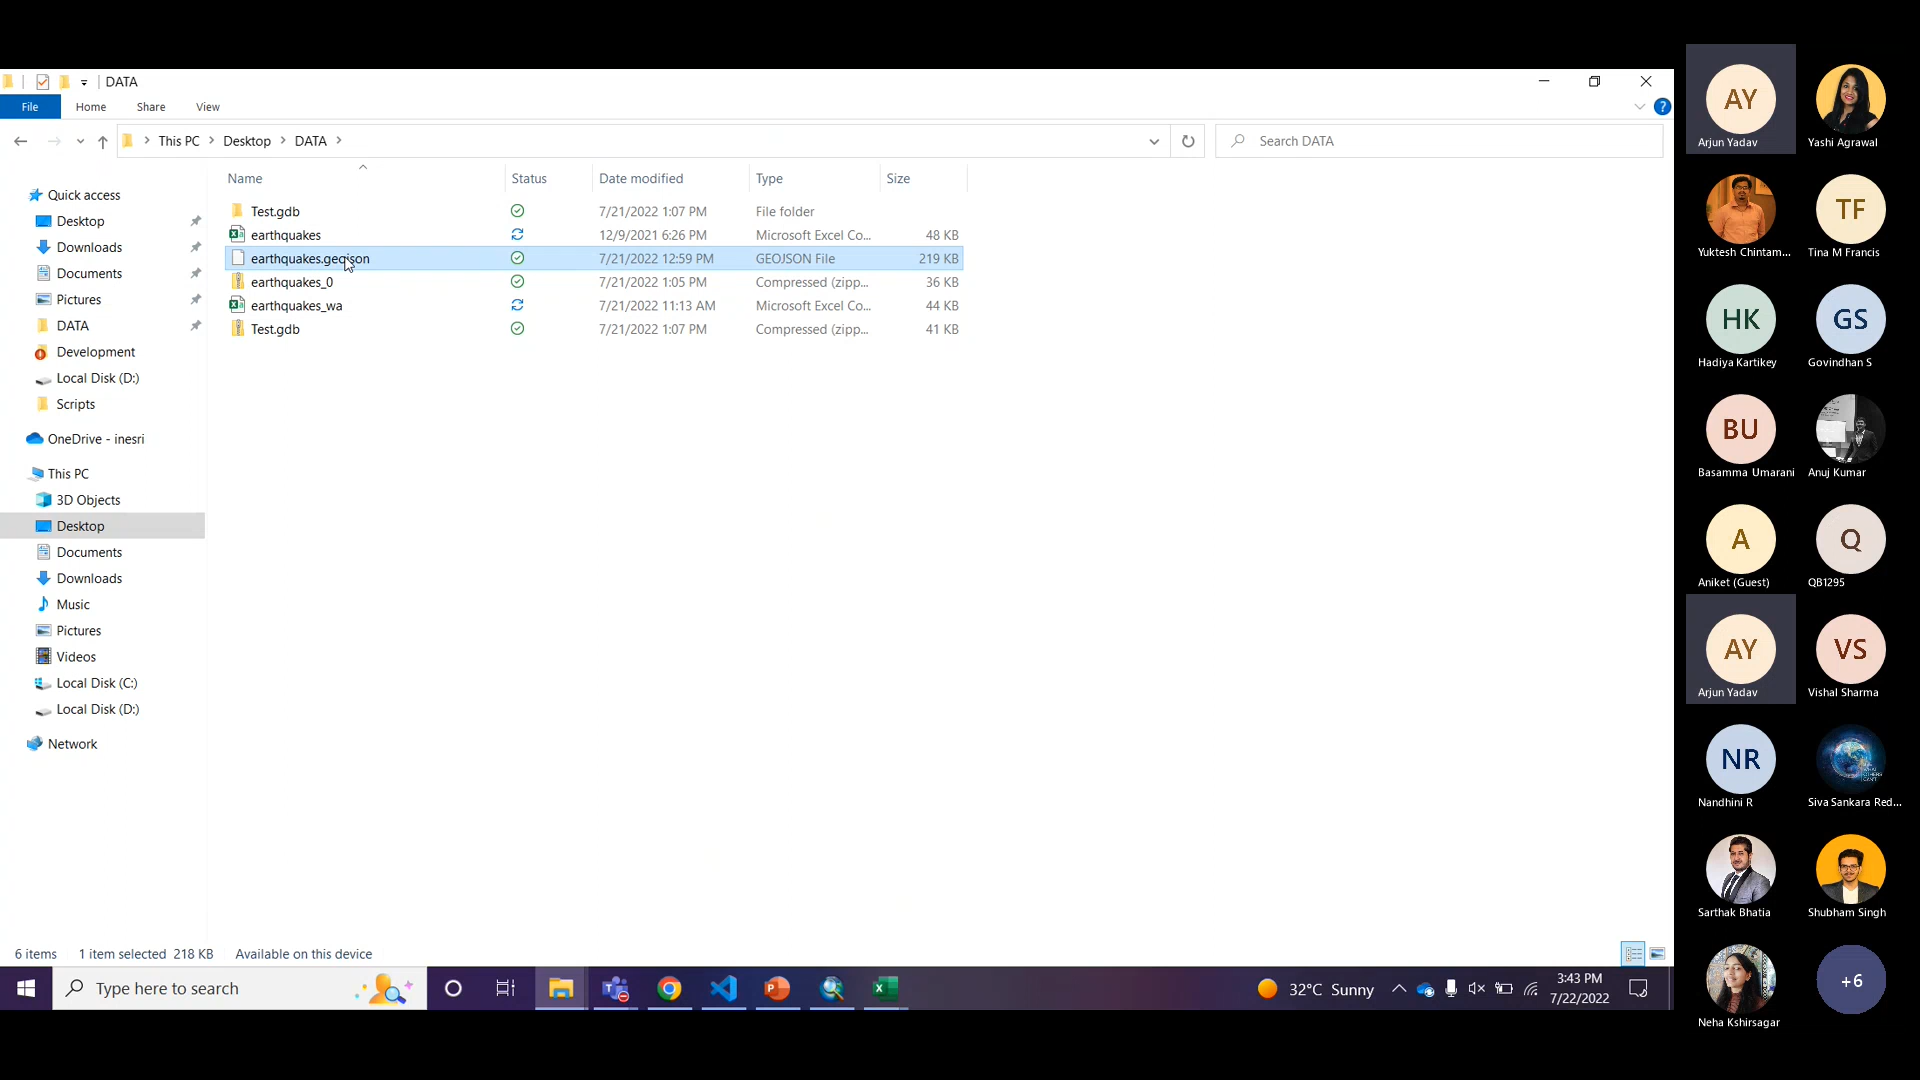 DATA
File Home Share View
This PC Desktop DATA
Search DATA
Name Status Date modified Type Size
Test.gdb 7/21/2022 1:07 PM File folder
earthquakes 12/9/2021 6:26 PM Microsoft Excel Co... 48 KB
earthquakes.geojson 7/21/2022 12:59 PM GEOJSON File 219 KB
earthquakes_0 7/21/2022 1:05 PM Compressed (zipp... 36 KB
earthquakes_wa 7/21/2022 11:13 AM Microsoft Excel Co... 44 KB
Test.gdb 7/21/2022 1:07 PM Compressed (zipp... 41 KB
Quick access
Desktop
Downloads
Documents
Pictures
DATA
Development
Local Disk (D:)
Scripts
OneDrive - inesri
This PC
3D Objects
Desktop
Documents
Downloads
Music
Pictures
Videos
Local Disk (C:)
Local Disk (D:)
Network
6 items 1 item selected 218 KB Available on this device
Type here to search
32°C Sunny
3:43 PM
7/22/2022
AY
Arjun Yadav Yashi Agrawal
TF
Yuktesh Chintam... Tina M Francis
HK GS
Hadiya Kartikey Govindhan S
BU
Basamma Umarani Anuj Kumar
A Q
Aniket (Guest) QB1295
AY VS
Arjun Yadav Vishal Sharma
NR
Nandhini R Siva Sankara Red...
Sarthak Bhatia Shubham Singh
+6
Neha Kshirsagar